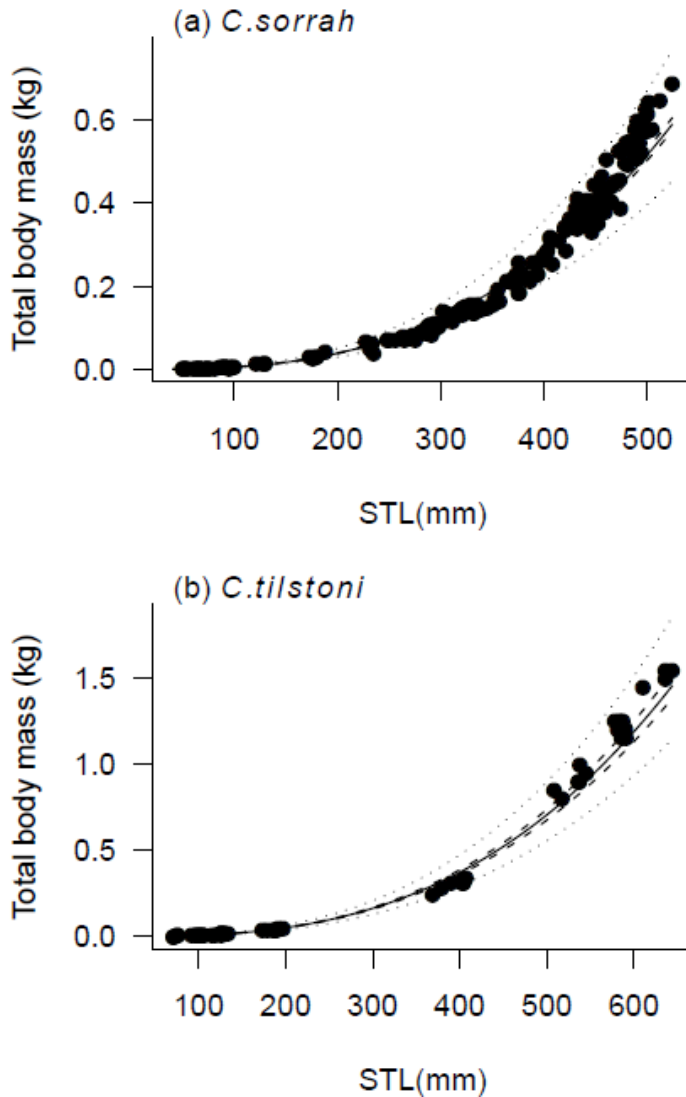 (a) C.sorrah
Total body mass (kg)
0.6
0.4
0.2
0.0
100 200 300 400 500
STL(mm)
(b) C.tilstoni
Total body mass (kg)
1.5
1.0
0.5
0.0
100 200 300 400 500 600
STL(mm)